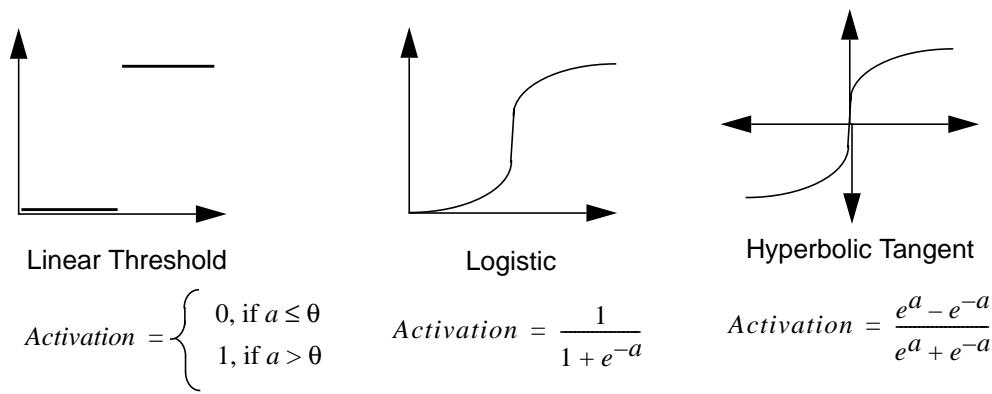 Linear Threshold
Activation = { 0, if a ≤ θ
1, if a > θ
Logistic
Activation = 1 / (1 + e^{−a})
Hyperbolic Tangent
Activation = (e^{a} − e^{−a}) / (e^{a} + e^{−a})